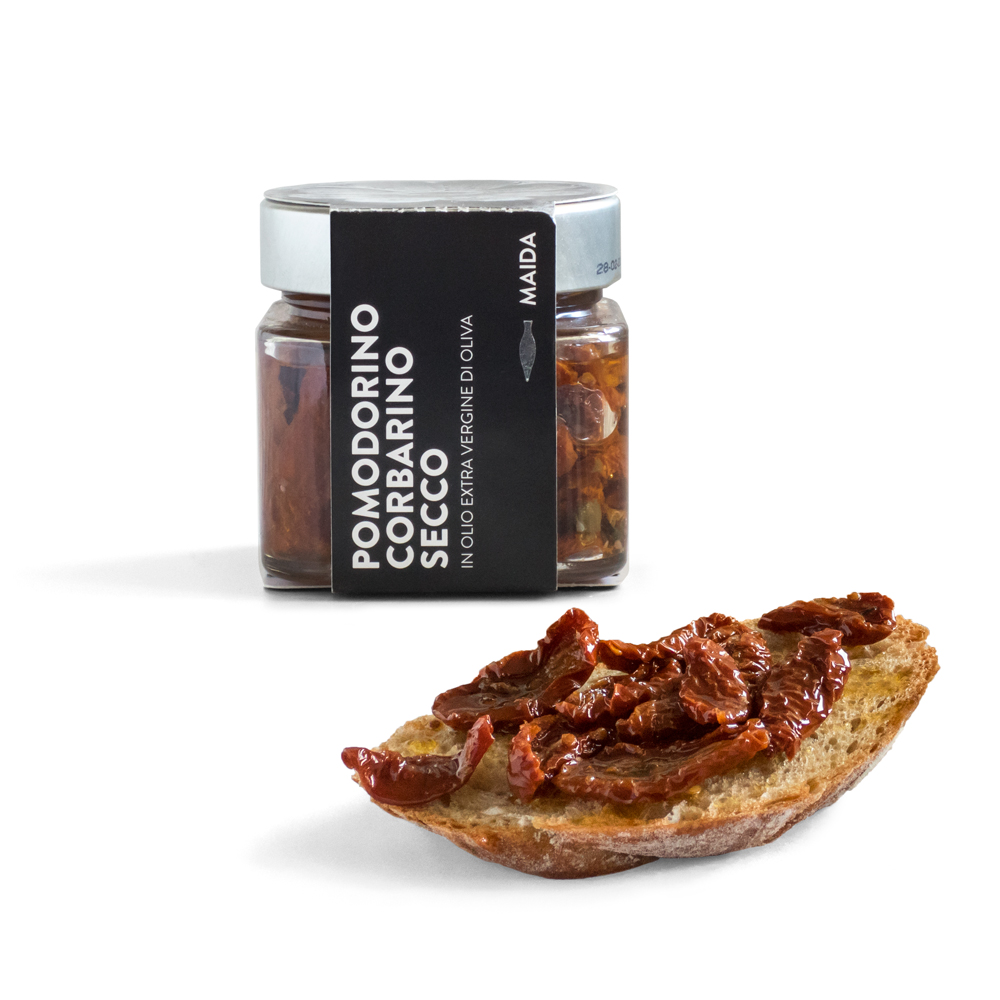 POMODORINO
CORBARINO
SECCO
IN OLIO EXTRA VERGINE DI OLIVA
MAIDA